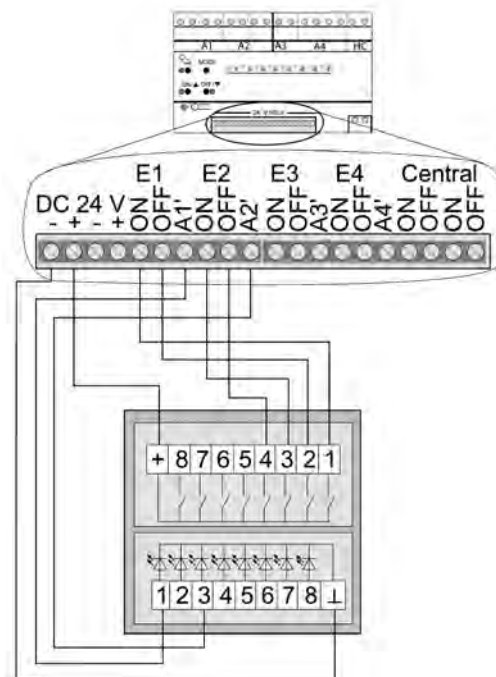 A1 A2 A3 A4 HC
MODE
E1 E2 E3 E4 Central
DC 24 V
- + - + ON OFF A1' ON OFF A2' ON OFF A3' ON OFF A4' ON OFF ON OFF
+ 8 7 6 5 4 3 2 1
1 2 3 4 5 6 7 8 ⊥